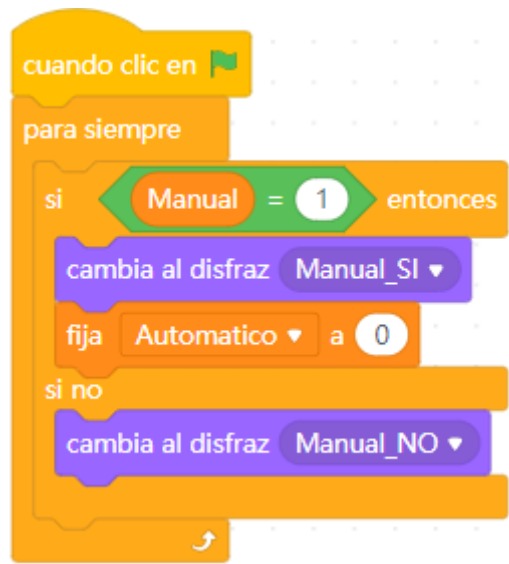 cuando clic en
para siempre
si Manual = 1 entonces
cambia al disfraz Manual_SI
fija Automatico a 0
si no
cambia al disfraz Manual_NO